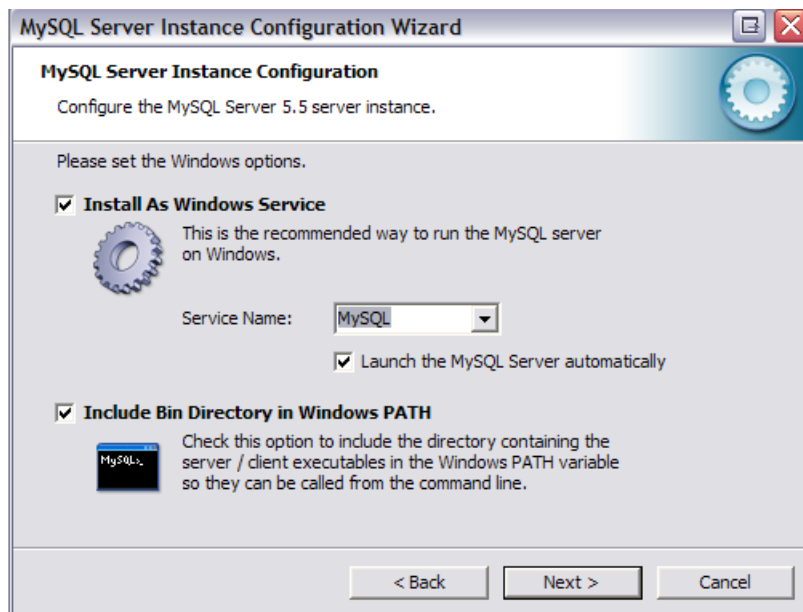 MySQL Server Instance Configuration Wizard
MySQL Server Instance Configuration
Configure the MySQL Server 5.5 server instance.
Please set the Windows options.
Install As Windows Service
This is the recommended way to run the MySQL server
on Windows.
Service Name:
MySQL
Launch the MySQL Server automatically
Include Bin Directory in Windows PATH
MySQL>_
Check this option to include the directory containing the
server / client executables in the Windows PATH variable
so they can be called from the command line.
< Back
Next >
Cancel